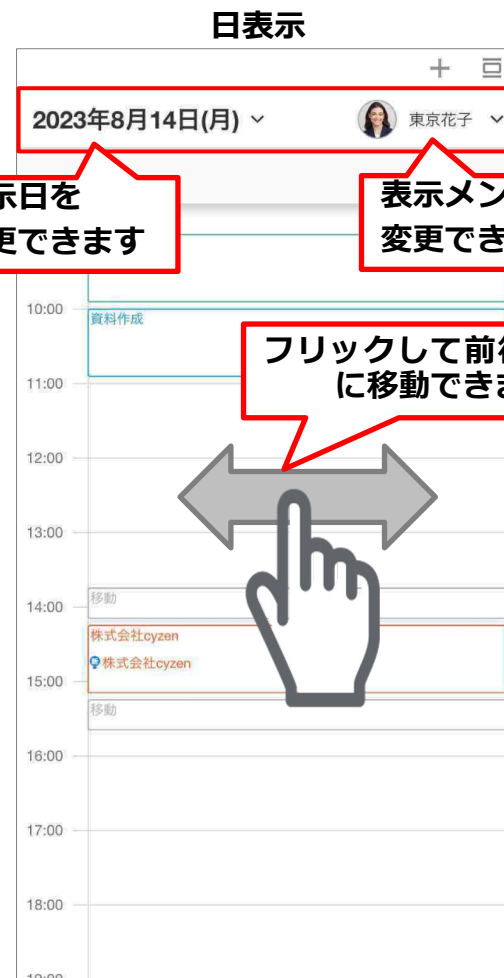 日表示
2023年8月14日(月)
東京花子
示日を
更できます
表示メン
変更でき
10:00
資料作成
フリックして前
に移動でき
11:00
12:00
13:00
移動
14:00
株式会社cyzen
株式会社cyzen
15:00
移動
16:00
17:00
18:00